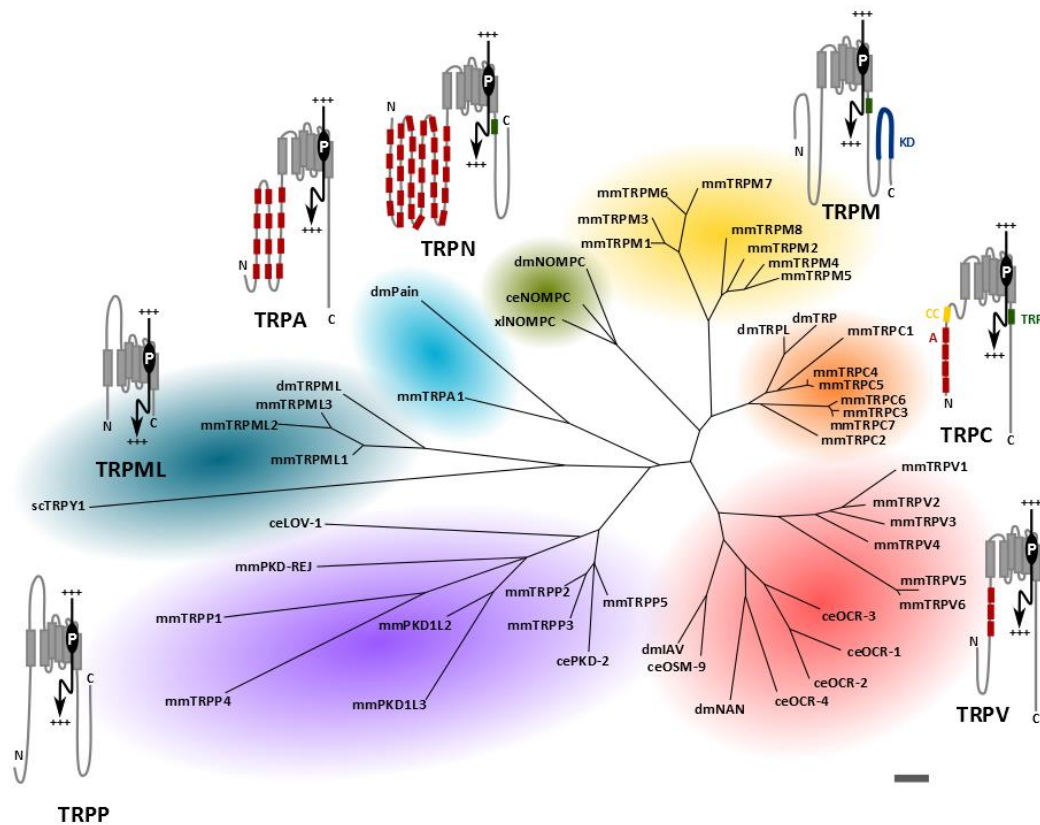 +++
P
N
C
+++
TRPN
+++
P
N
+++
C
TRPA
+++
P
N
+++
KD
C
TRPM
+++
P
CC
TRP
A
+++
N
C
TRPC
+++
P
N
C
+++
TRPML
+++
P
N
+++
C
TRPV
+++
P
C
+++
N
TRPP
mmTRPM6
mmTRPM7
mmTRPM3
mmTRPM1
mmTRPM8
mmTRPM2
mmTRPM4
mmTRPM5
dmNOMPC
ceNOMPC
xlNOMPC
dmPain
mmTRPA1
dmTRPL
dmTRP
mmTRPC1
mmTRPC4
mmTRPC5
mmTRPC6
mmTRPC3
mmTRPC7
mmTRPC2
dmTRPML
mmTRPML3
mmTRPML2
mmTRPML1
scTRPY1
ceLOV-1
mmPKD-REJ
mmTRPP1
mmPKD1L2
mmTRPP4
mmPKD1L3
mmTRPP2
mmTRPP5
mmTRPP3
cePKD-2
mmTRPV1
mmTRPV2
mmTRPV3
mmTRPV4
mmTRPV5
mmTRPV6
ceOCR-3
ceOCR-1
ceOCR-2
ceOCR-4
dmIAV
ceOSM-9
dmNAN